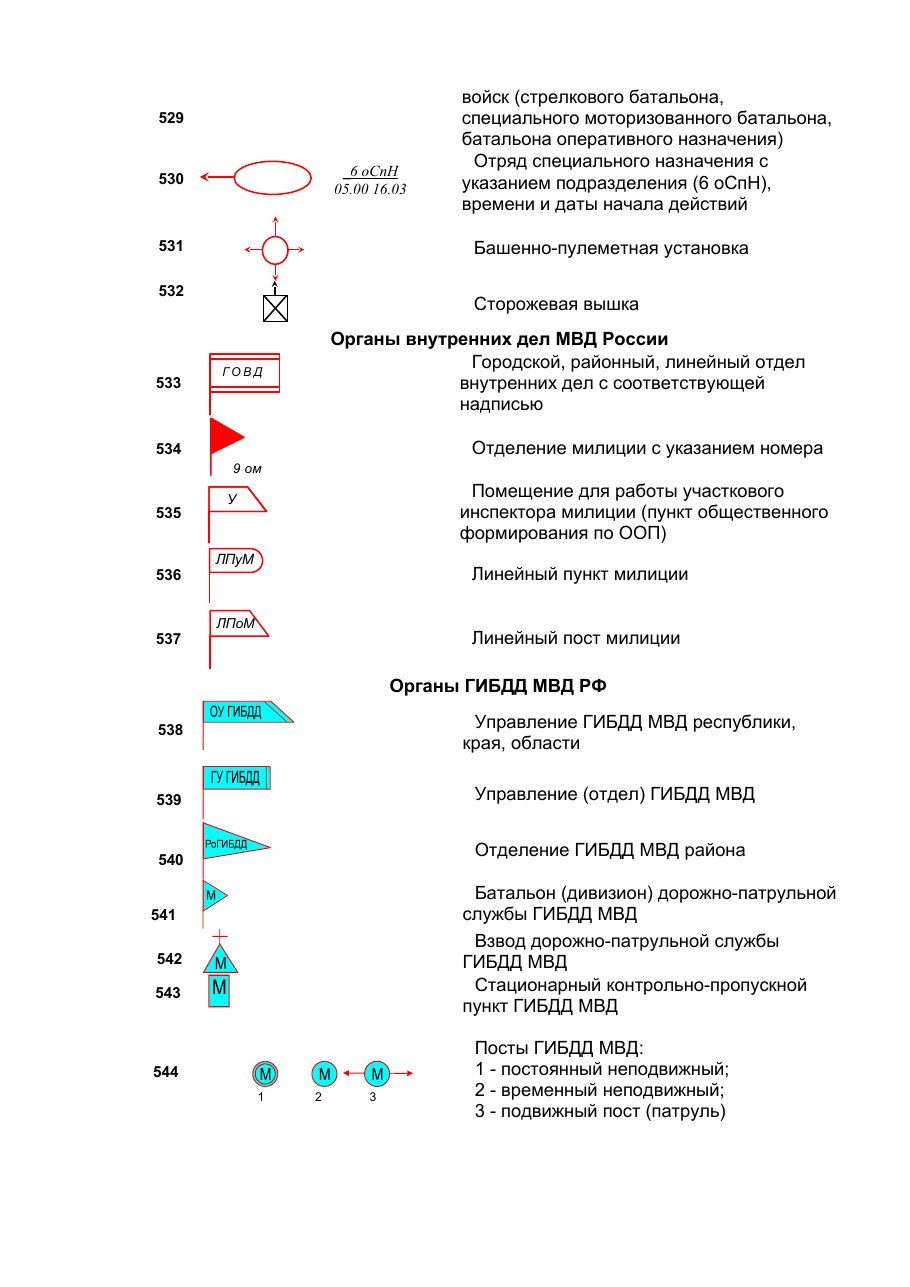 войск (стрелкового батальона,
529
специального моторизованного батальона,
батальона оперативного назначения)
Отряд специального назначения с
530
6 оСпН
05.00 16.03
указанием подразделения (6 оСпН),
времени и даты начала действий
531
Башенно-пулеметная установка
532
Сторожевая вышка
Органы внутренних дел МВД России
533
ГОВД
Городской, районный, линейный отдел
внутренних дел с соответствующей
надписью
534
9 ом
Отделение милиции с указанием номера
535
У
Помещение для работы участкового
инспектора милиции (пункт общественного
формирования по ООП)
536
ЛПуМ
Линейный пункт милиции
537
ЛПоМ
Линейный пост милиции
Органы ГИБДД МВД РФ
538
ОУ ГИБДД
Управление ГИБДД МВД республики,
края, области
539
ГУ ГИБДД
Управление (отдел) ГИБДД МВД
540
РоГИБДД
Отделение ГИБДД МВД района
541
М
Батальон (дивизион) дорожно-патрульной
службы ГИБДД МВД
542
М
Взвод дорожно-патрульной службы
ГИБДД МВД
543
М
Стационарный контрольно-пропускной
пункт ГИБДД МВД
544
М М М
1 2 3
Посты ГИБДД МВД:
1 - постоянный неподвижный;
2 - временный неподвижный;
3 - подвижный пост (патруль)